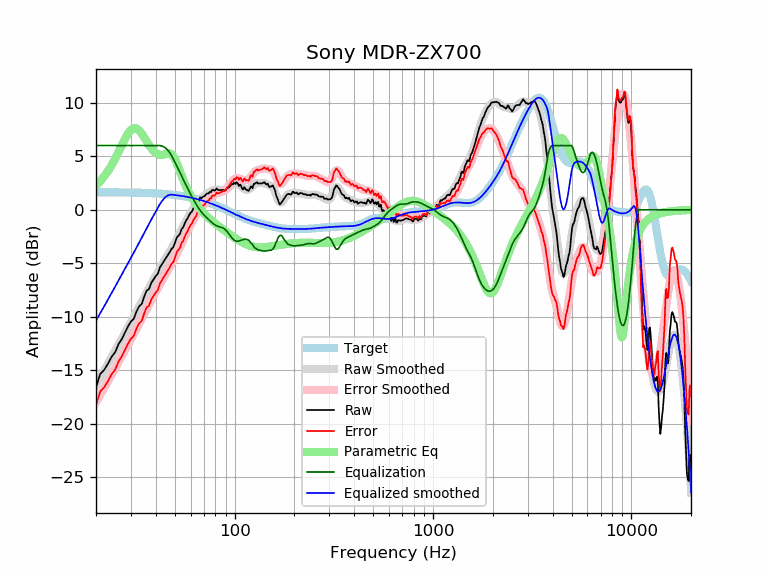 Sony MDR-ZX700
Amplitude (dBr)
10
5
0
−5
−10
−15
−20
−25
Target
Raw Smoothed
Error Smoothed
Raw
Error
Parametric Eq
Equalization
Equalized smoothed
100 1000 10000
Frequency (Hz)